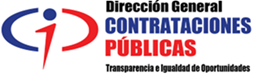 Dirección General
CONTRATACIONES
PÚBLICAS
Transparencia e Igualdad de Oportunidades